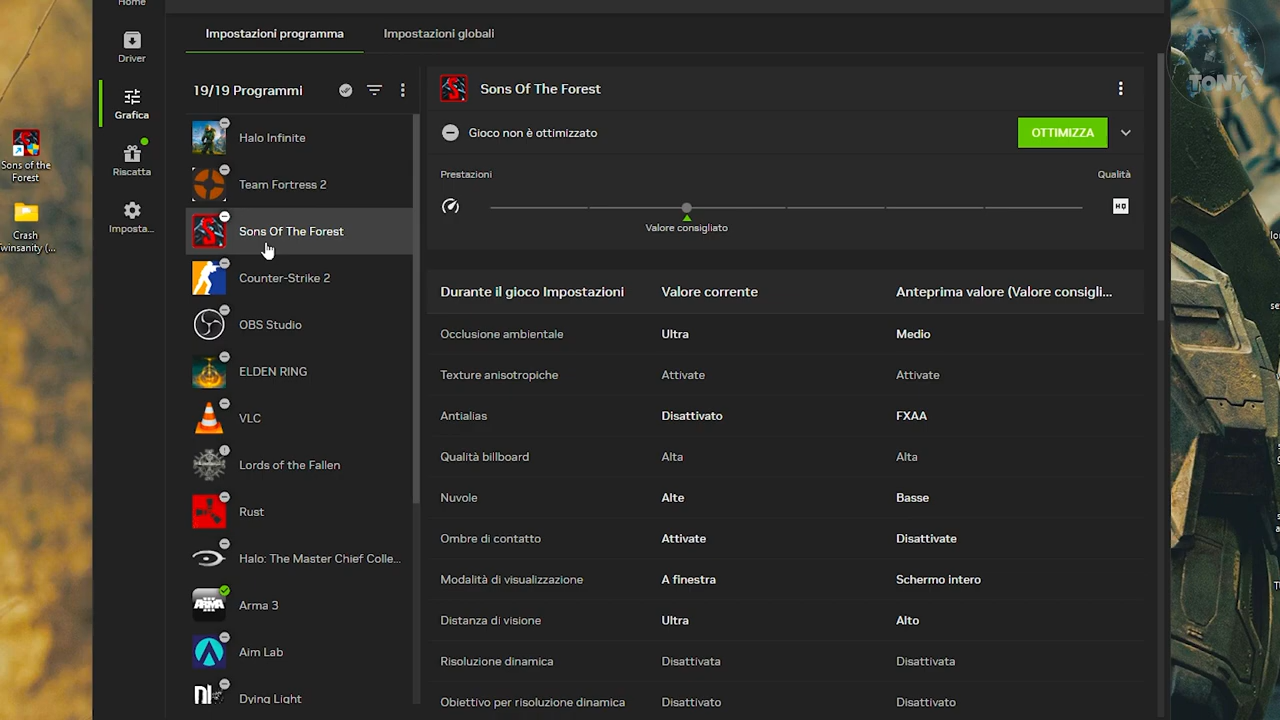 Home
Driver
Grafica
Riscatta
Imposta...
Sons of the
Forest
Crash
winsanity (...
Impostazioni programma
Impostazioni globali
19/19 Programmi
Halo Infinite
Team Fortress 2
Sons Of The Forest
Counter-Strike 2
OBS Studio
ELDEN RING
VLC
Lords of the Fallen
Rust
Halo: The Master Chief Colle...
Arma 3
Aim Lab
Dying Light
Sons Of The Forest
Gioco non è ottimizzato
OTTIMIZZA
Prestazioni
Qualità
HQ
Valore consigliato
Durante il gioco Impostazioni Valore corrente Anteprima valore (Valore consigli...
Occlusione ambientale Ultra Medio
Texture anisotropiche Attivate Attivate
Antialias Disattivato FXAA
Qualità billboard Alta Alta
Nuvole Alte Basse
Ombre di contatto Attivate Disattivate
Modalità di visualizzazione A finestra Schermo intero
Distanza di visione Ultra Alto
Risoluzione dinamica Disattivata Disattivata
Obiettivo per risoluzione dinamica Disattivato Disattivato
TONY